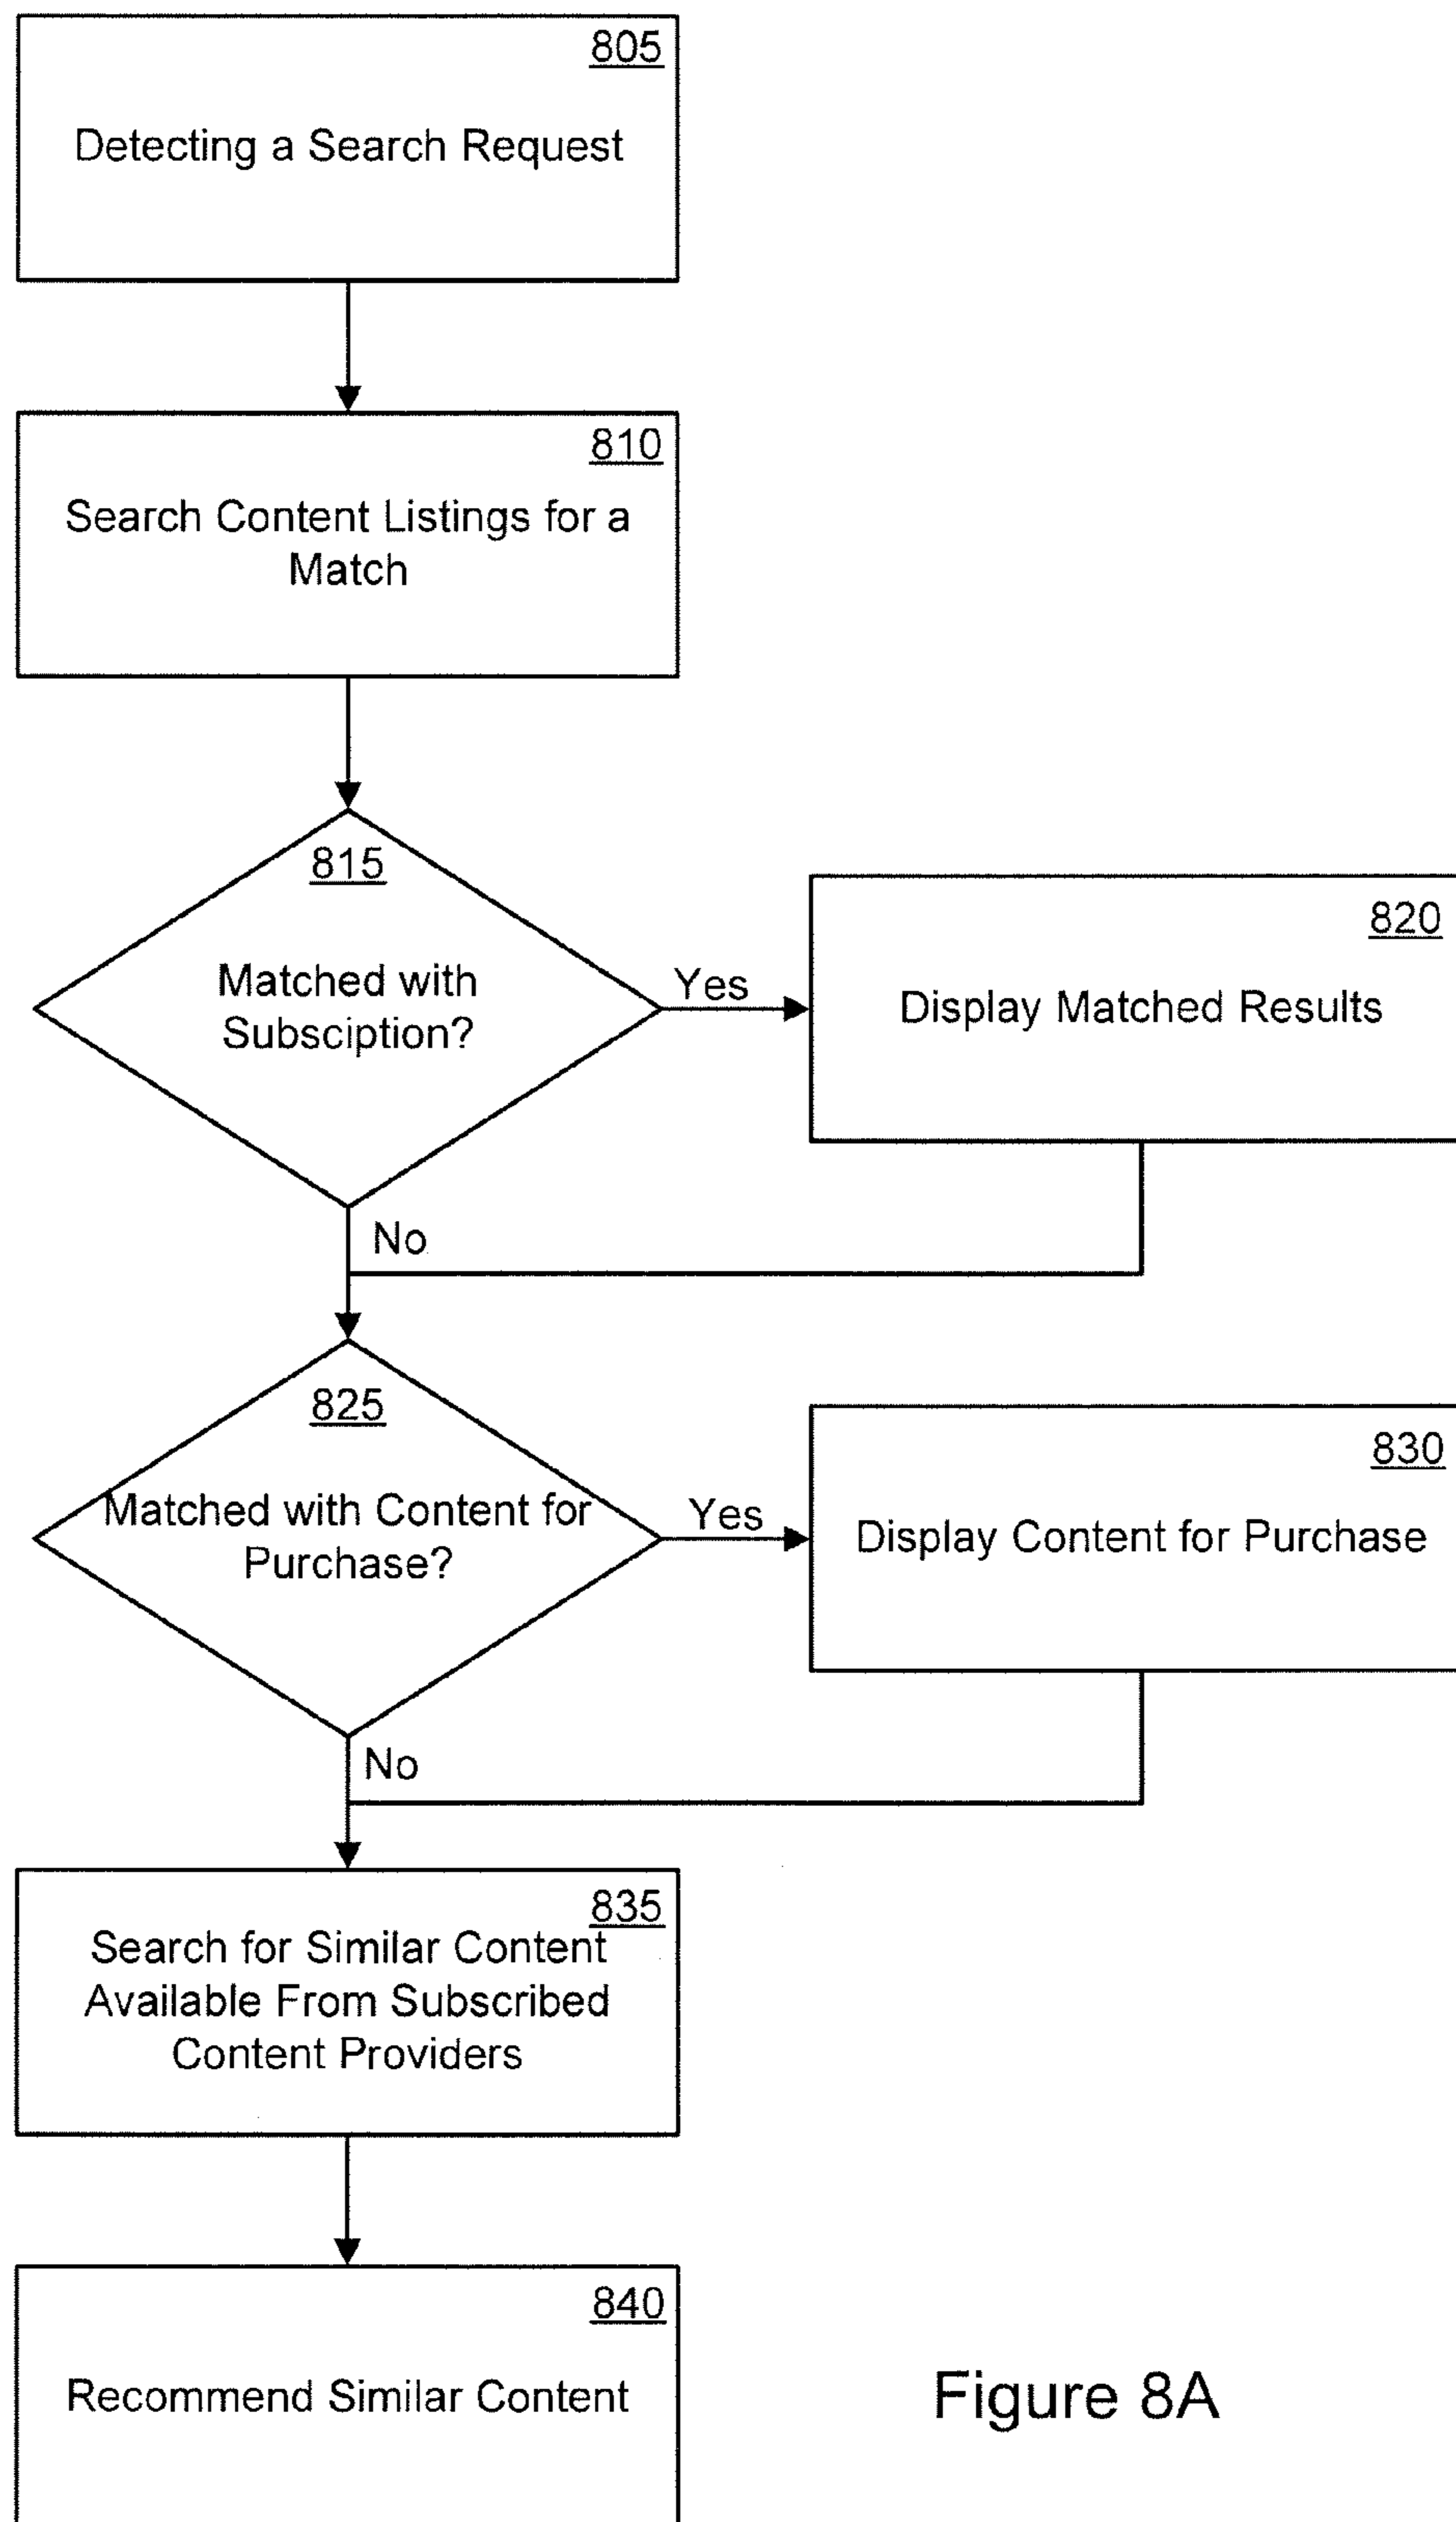 805
Detecting a Search Request
810
Search Content Listings for a
Match
815
Matched with
Subsciption?
Yes
820
Display Matched Results
No
825
Matched with Content for
Purchase?
Yes
830
Display Content for Purchase
No
835
Search for Similar Content
Available From Subscribed
Content Providers
840
Recommend Similar Content
Figure 8A